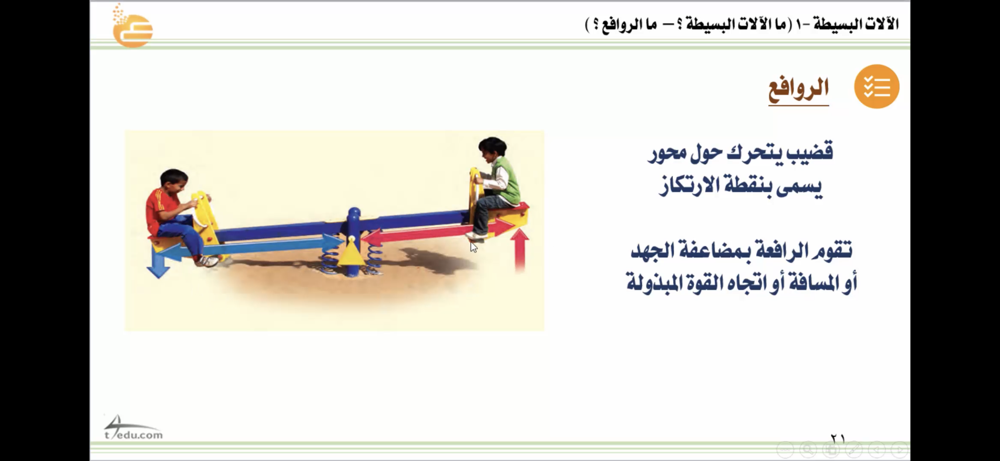 الآلات البسيطة -١ (ما الآلات البسيطة ؟ – ما الروافع ؟ )
الروافع
قضيب يتحرك حول محور
يسمى بنقطة الارتكاز
تقوم الرافعة بمضاعفة الجهد
أو المسافة أو اتجاه القوة المبذولة
t4edu.com
٢١